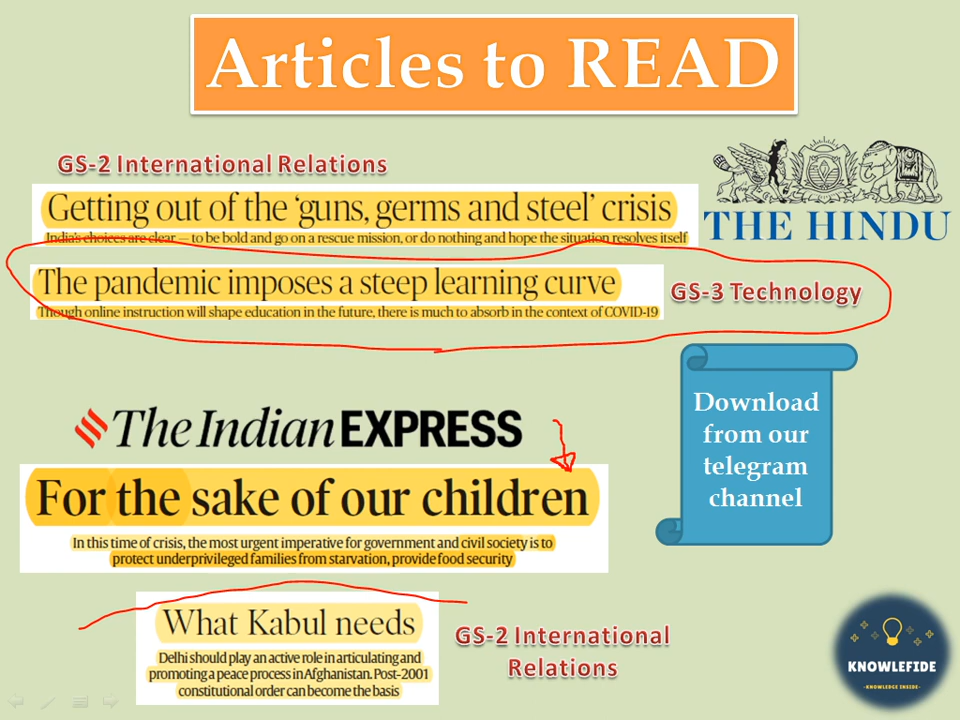 Articles to READ
GS-2 International Relations
Getting out of the ‘guns, germs and steel’ crisis
India's choices are clear — to be bold and go on a rescue mission, or do nothing and hope the situation resolves itself
THE HINDU
The pandemic imposes a steep learning curve
Though online instruction will shape education in the future, there is much to absorb in the context of COVID-19
GS-3 Technology
Download
from our
telegram
channel
The Indian EXPRESS
For the sake of our children
In this time of crisis, the most urgent imperative for government and civil society is to
protect underprivileged families from starvation, provide food security
What Kabul needs
Delhi should play an active role in articulating and
promoting a peace process in Afghanistan. Post-2001
constitutional order can become the basis
GS-2 International
Relations
KNOWLEFIDE
-KNOWLEDGE INSIDE-